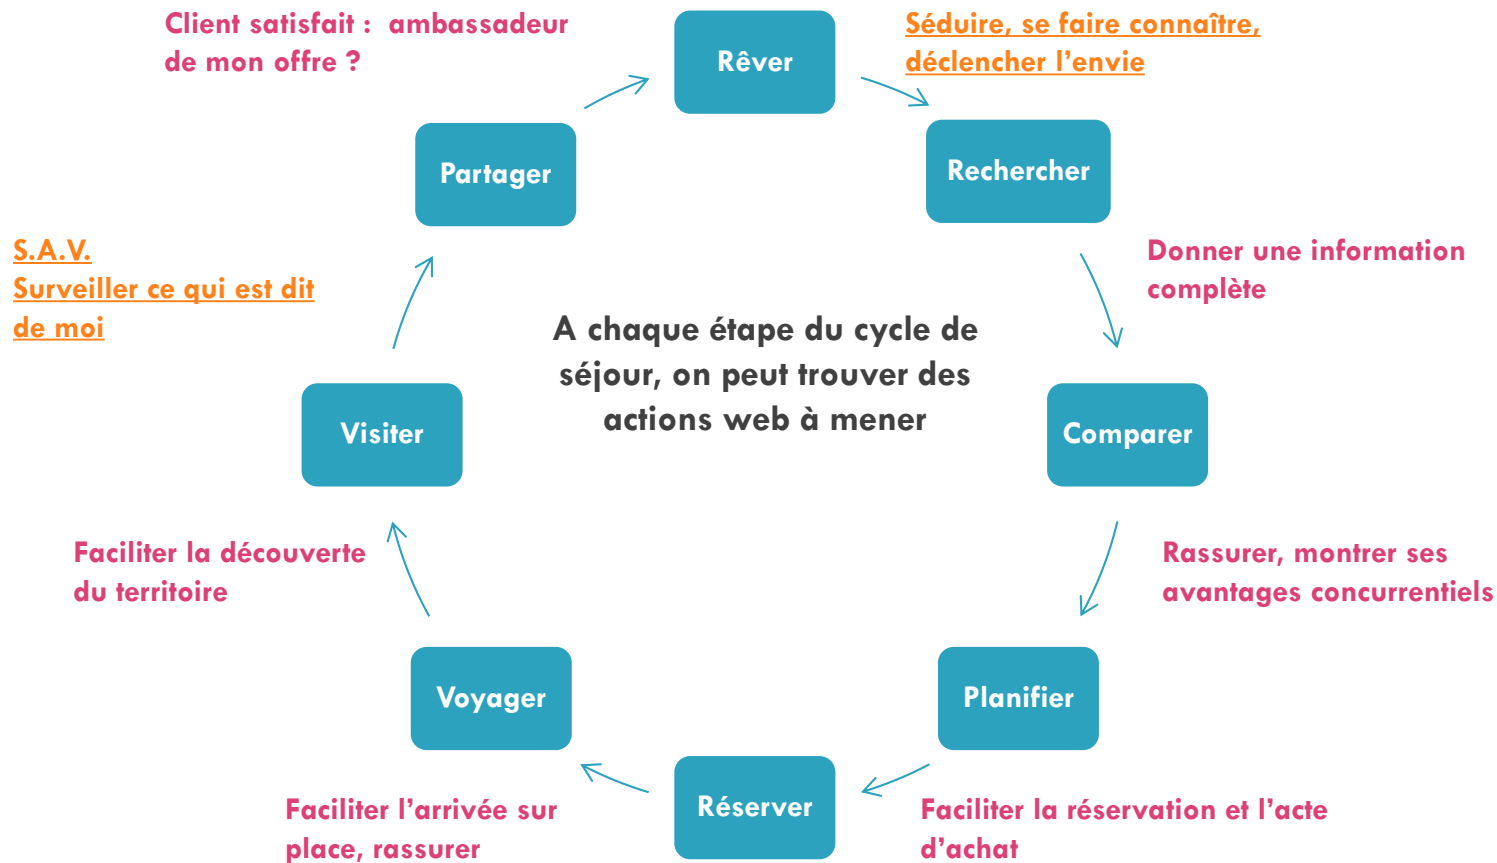 Client satisfait :  ambassadeur
de mon offre ?
Rêver
Séduire, se faire connaître,
déclencher l’envie
Partager
Rechercher
S.A.V.
Surveiller ce qui est dit
de moi
Donner une information
complète
A chaque étape du cycle de
séjour, on peut trouver des
actions web à mener
Visiter
Comparer
Faciliter la découverte
du territoire
Rassurer, montrer ses
avantages concurrentiels
Voyager
Planifier
Faciliter l’arrivée sur
place, rassurer
Réserver
Faciliter la réservation et l’acte
d’achat